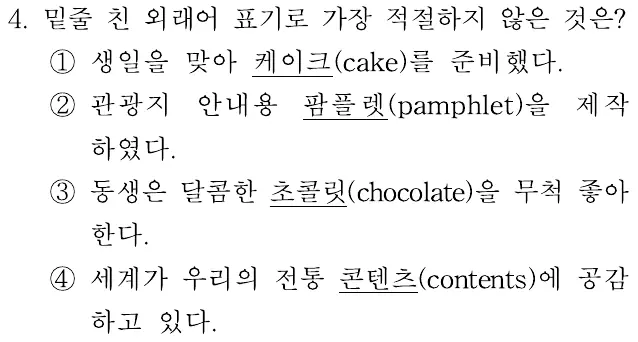 4. 밑줄 친 외래어 표기로 가장 적절하지 않은 것은?
① 생일을 맞아 케이크(cake)를 준비했다.
② 관광지 안내용 팜플렛(pamphlet)을 제작
하였다.
③ 동생은 달콤한 초콜릿(chocolate)을 무척 좋아
한다.
④ 세계가 우리의 전통 콘텐츠(contents)에 공감
하고 있다.